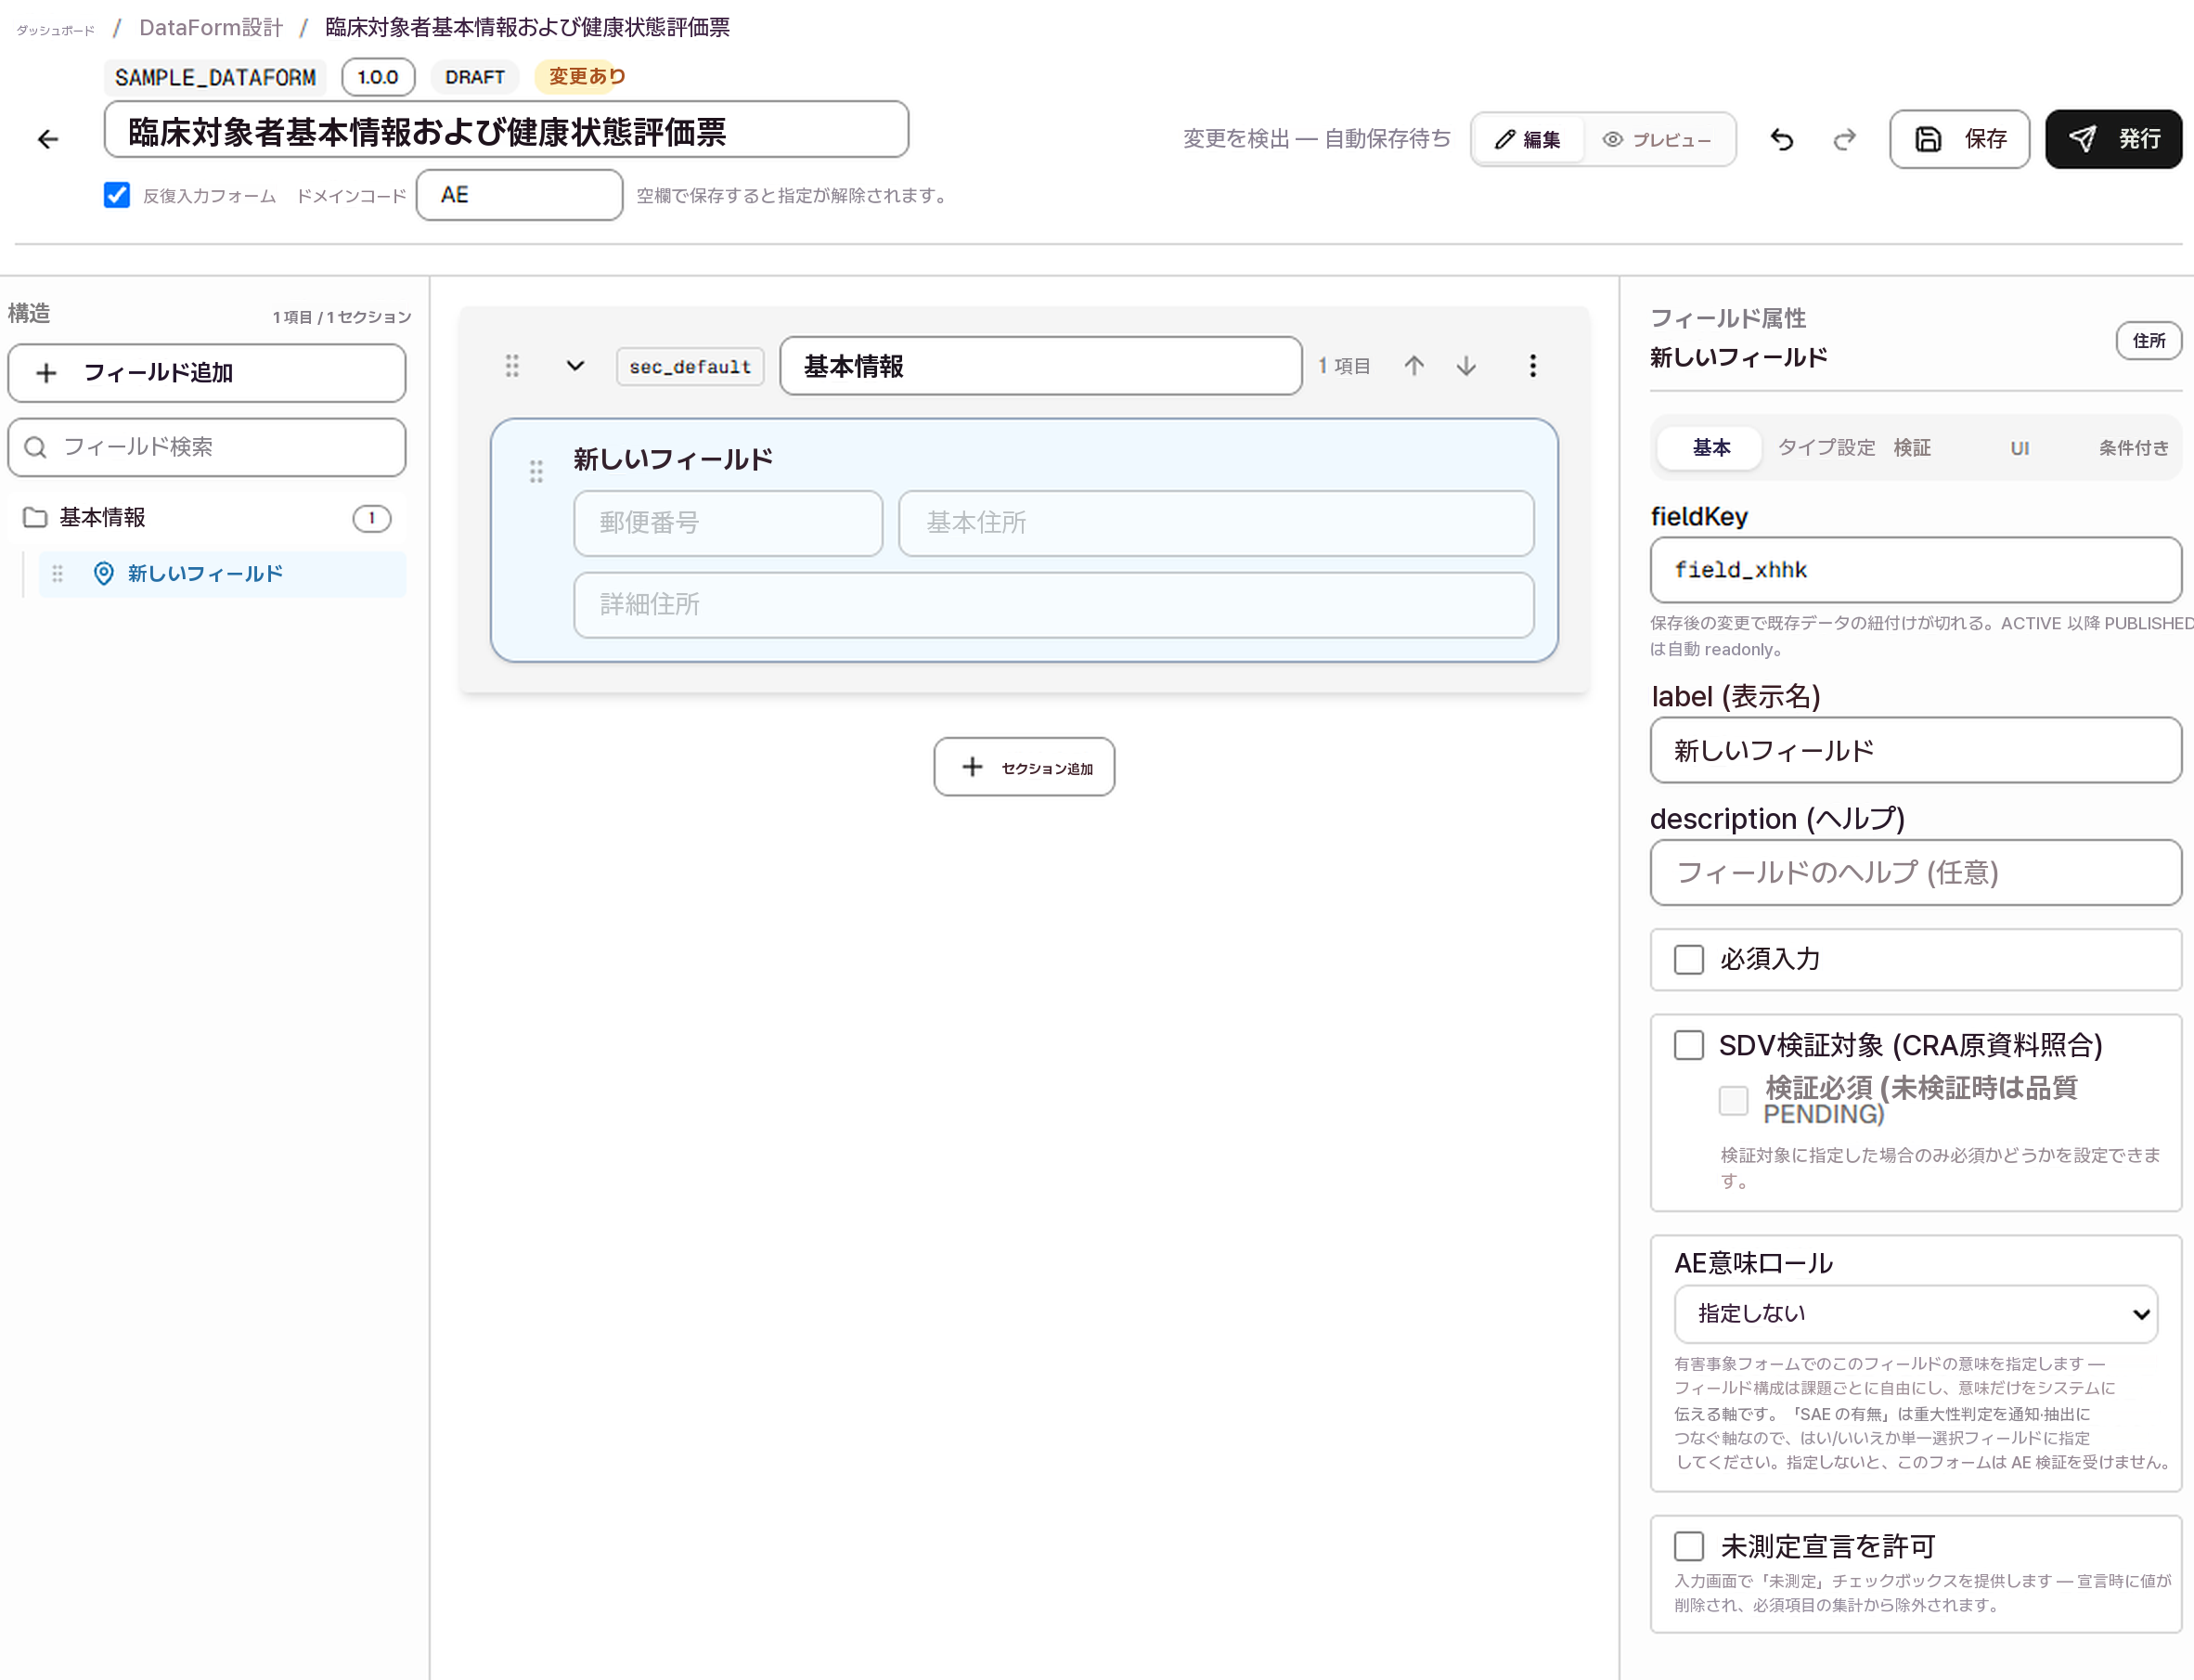 ダッシュボード / DataForm設計 / 臨床対象者基本情報および健康状態評価票
SAMPLE_DATAFORM 1.0.0 DRAFT 変更あり
臨床対象者基本情報および健康状態評価票
変更を検出 — 自動保存待ち 編集 プレビュー 保存 発行
反復入力フォーム ドメインコード AE 空欄で保存すると指定が解除されます。
構造 1 項目 / 1 セクション
フィールド追加
フィールド検索
基本情報 1
新しいフィールド
sec_default 基本情報 1 項目
新しいフィールド
郵便番号 基本住所
詳細住所
セクション追加
フィールド属性
新しいフィールド 住所
基本 タイプ設定 検証 UI 条件付き
fieldKey
field_xhhk
保存後の変更で既存データの紐付けが切れる。ACTIVE 以降 PUBLISHED
は自動 readonly。
label (表示名)
新しいフィールド
description (ヘルプ)
フィールドのヘルプ (任意)
必須入力
SDV検証対象 (CRA原資料照合)
検証必須 (未検証時は品質
PENDING)
検証対象に指定した場合のみ必須かどうかを設定できま
す。
AE意味ロール
指定しない
有害事象フォームでのこのフィールドの意味を指定します —
フィールド構成は課題ごとに自由にし、意味だけをシステムに
伝える軸です。「SAE の有無」は重大性判定を通知·抽出に
つなぐ軸なので、はい/いいえか単一選択フィールドに指定
してください。指定しないと、このフォームは AE 検証を受けません。
未測定宣言を許可
入力画面で「未測定」チェックボックスを提供します — 宣言時に値が
削除され、必須項目の集計から除外されます。